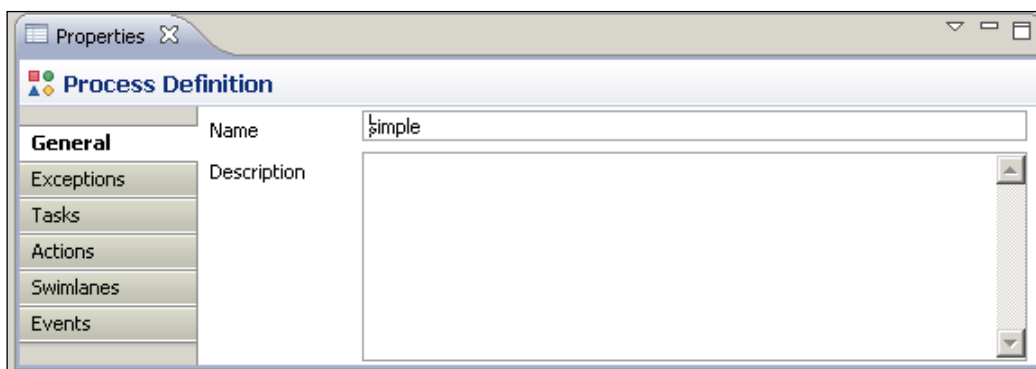 Properties
Process Definition
General
Exceptions
Tasks
Actions
Swimlanes
Events
Name
simple
Description